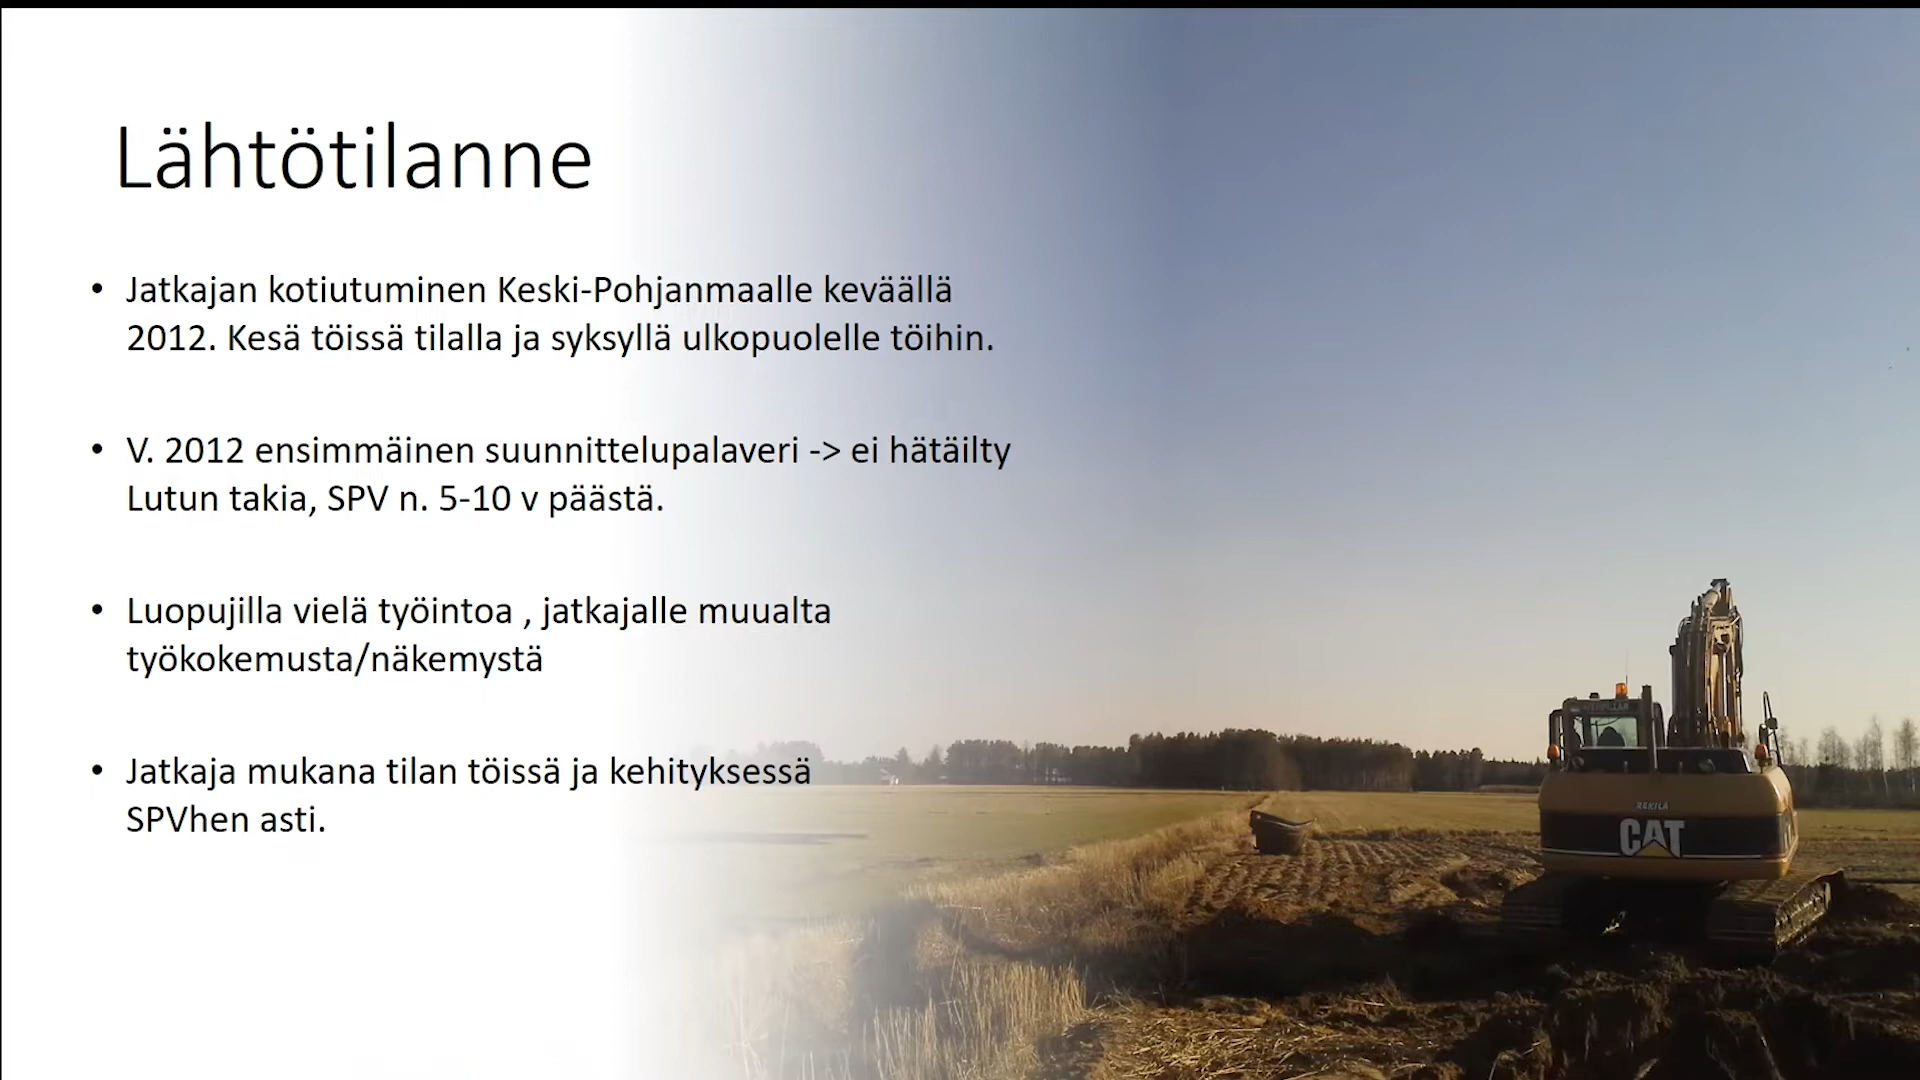 Lähtötilanne
• Jatkajan kotiutuminen Keski-Pohjanmaalle keväällä
2012. Kesä töissä tilalla ja syksyllä ulkopuolelle töihin.
• V. 2012 ensimmäinen suunnittelupalaveri -> ei hätäilty
Lutun takia, SPV n. 5-10 v päästä.
• Luopujilla vielä työintoa , jatkajalle muualta
työkokemusta/näkemystä
• Jatkaja mukana tilan töissä ja kehityksessä
SPVhen asti.
REKILÄ
CAT